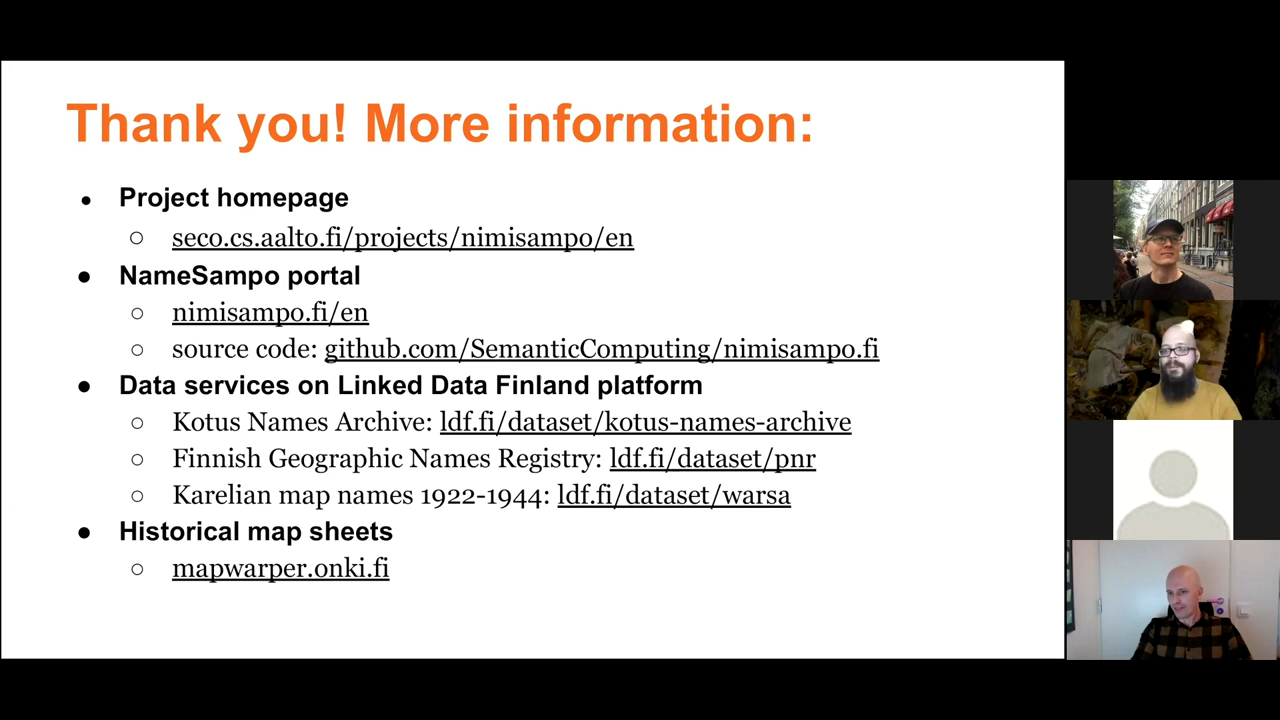 Thank you! More information:
● Project homepage
○ seco.cs.aalto.fi/projects/nimisampo/en
● NameSampo portal
○ nimisampo.fi/en
○ source code: github.com/SemanticComputing/nimisampo.fi
● Data services on Linked Data Finland platform
○ Kotus Names Archive: ldf.fi/dataset/kotus-names-archive
○ Finnish Geographic Names Registry: ldf.fi/dataset/pnr
○ Karelian map names 1922-1944: ldf.fi/dataset/warsa
● Historical map sheets
○ mapwarper.onki.fi